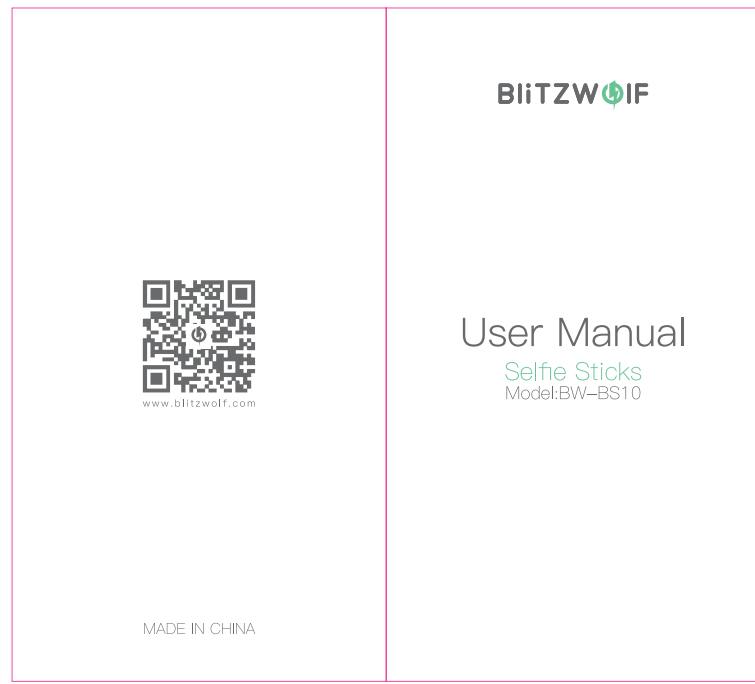 www.blitzwolf.com
MADE IN CHINA
BLiTZWOLF
User Manual
Selfie Sticks
Model:BW-BS10